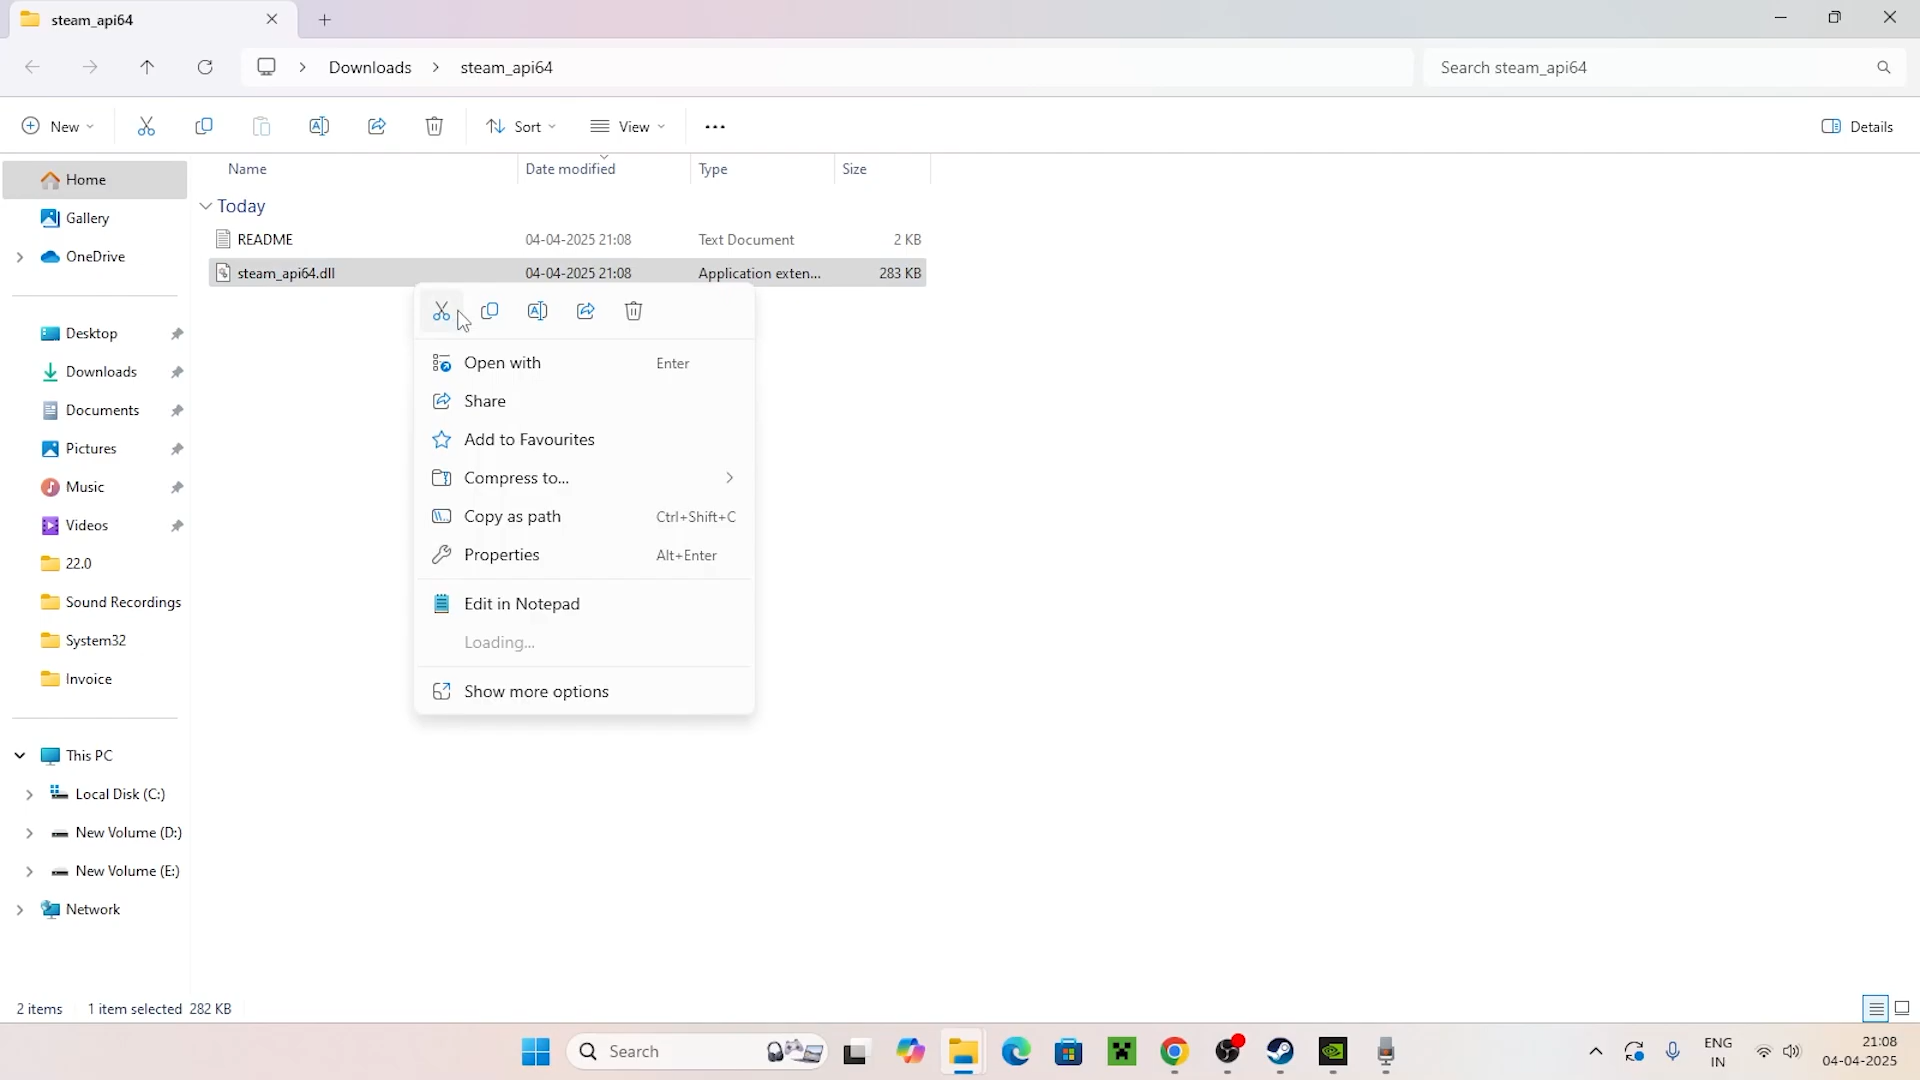 steam_api64
Downloads
steam_api64
Search steam_api64
New
Sort
View
Details
Name
Date modified
Type
Size
Home
Gallery
OneDrive
Desktop
Downloads
Documents
Pictures
Music
Videos
22.0
Sound Recordings
System32
Invoice
This PC
Local Disk (C:)
New Volume (D:)
New Volume (E:)
Network
Today
README 04-04-2025 21:08 Text Document 2 KB
steam_api64.dll 04-04-2025 21:08 Application exten... 283 KB
Open with Enter
Share
Add to Favourites
Compress to...
Copy as path Ctrl+Shift+C
Properties Alt+Enter
Edit in Notepad
Loading...
Show more options
2 items 1 item selected 282 KB
Search
ENG
IN
21:08
04-04-2025